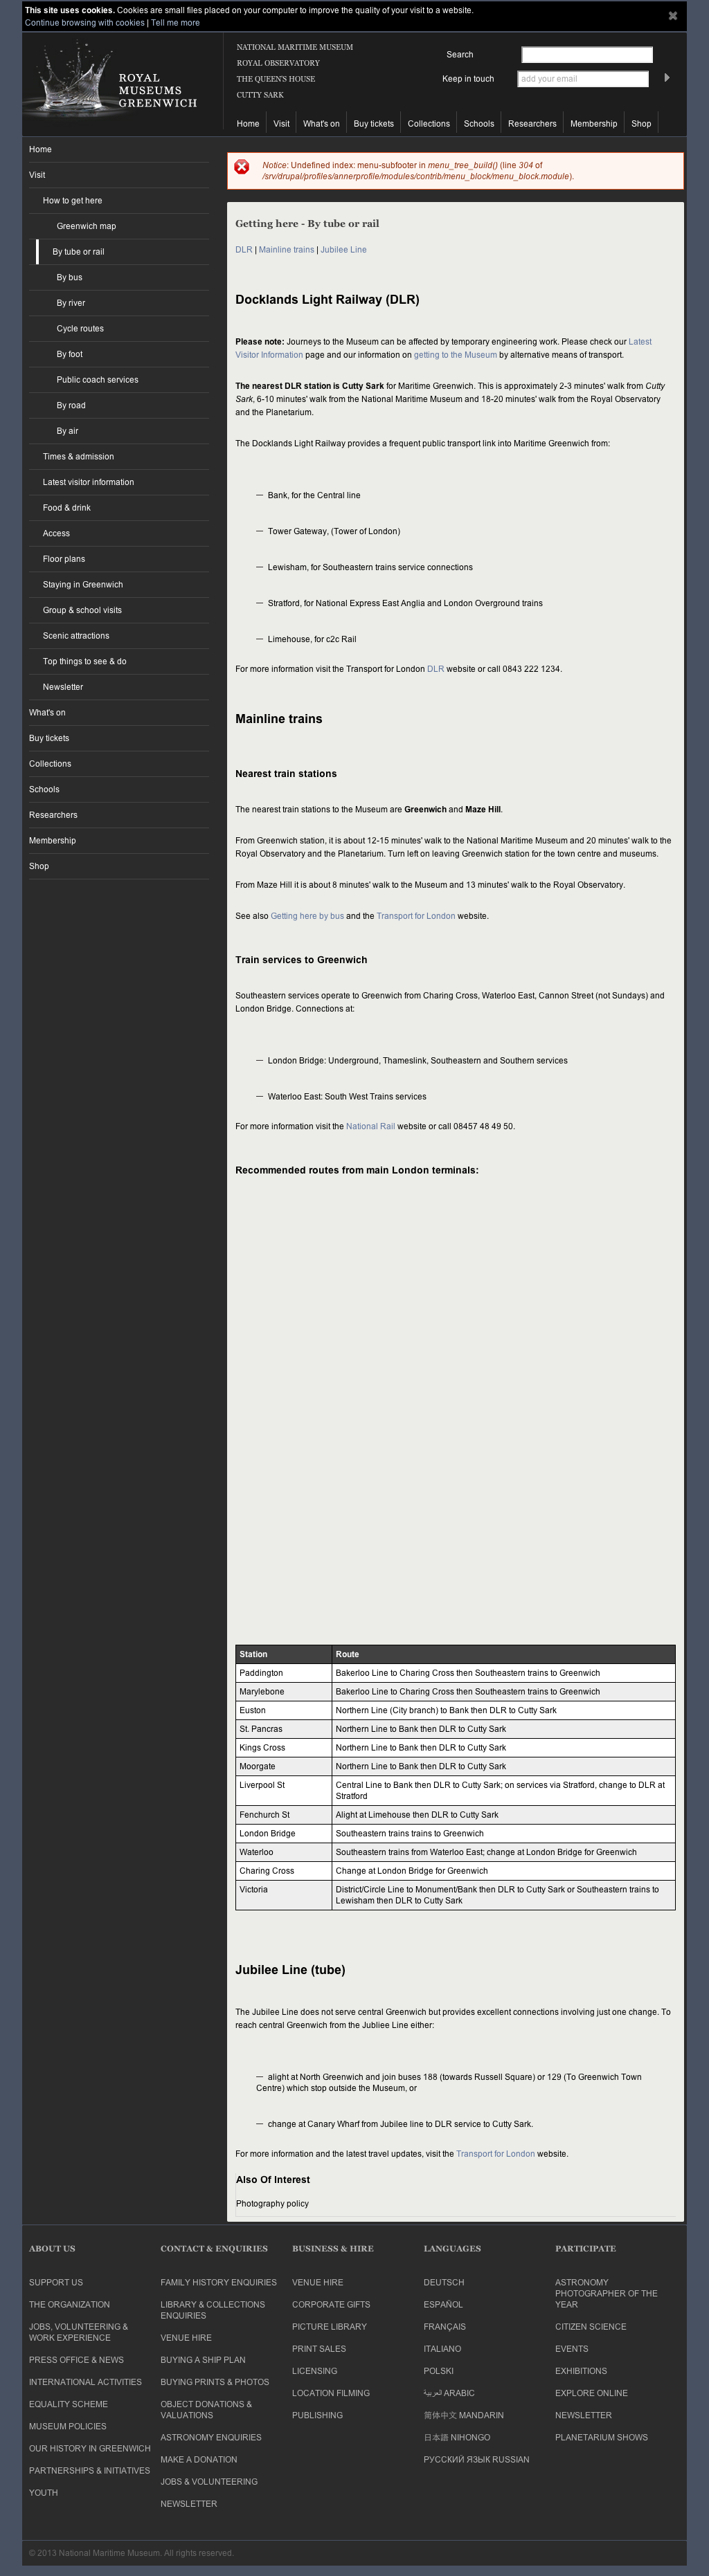 This site uses cookies. Cookies are small files placed on your computer to improve the quality of your visit to a website.
Continue browsing with cookies | Tell me more
ROYAL
MUSEUMS
GREENWICH
NATIONAL MARITIME MUSEUM
ROYAL OBSERVATORY
THE QUEEN'S HOUSE
CUTTY SARK
Search
Keep in touch
add your email
Home
Visit
What's on
Buy tickets
Collections
Schools
Researchers
Membership
Shop
Home
Visit
How to get here
Greenwich map
By tube or rail
By bus
By river
Cycle routes
By foot
Public coach services
By road
By air
Times & admission
Latest visitor information
Food & drink
Access
Floor plans
Staying in Greenwich
Group & school visits
Scenic attractions
Top things to see & do
Newsletter
What's on
Buy tickets
Collections
Schools
Researchers
Membership
Shop
Notice: Undefined index: menu-subfooter in menu_tree_build() (line 304 of
/srv/drupal/profiles/annerprofile/modules/contrib/menu_block/menu_block.module).
Getting here - By tube or rail
DLR | Mainline trains | Jubilee Line
Docklands Light Railway (DLR)
Please note: Journeys to the Museum can be affected by temporary engineering work. Please check our Latest
Visitor Information page and our information on getting to the Museum by alternative means of transport.
The nearest DLR station is Cutty Sark for Maritime Greenwich. This is approximately 2-3 minutes' walk from Cutty
Sark, 6-10 minutes' walk from the National Maritime Museum and 18-20 minutes' walk from the Royal Observatory
and the Planetarium.
The Docklands Light Railway provides a frequent public transport link into Maritime Greenwich from:
— Bank, for the Central line
— Tower Gateway, (Tower of London)
— Lewisham, for Southeastern trains service connections
— Stratford, for National Express East Anglia and London Overground trains
— Limehouse, for c2c Rail
For more information visit the Transport for London DLR website or call 0843 222 1234.
Mainline trains
Nearest train stations
The nearest train stations to the Museum are Greenwich and Maze Hill.
From Greenwich station, it is about 12-15 minutes' walk to the National Maritime Museum and 20 minutes' walk to the
Royal Observatory and the Planetarium. Turn left on leaving Greenwich station for the town centre and museums.
From Maze Hill it is about 8 minutes' walk to the Museum and 13 minutes' walk to the Royal Observatory.
See also Getting here by bus and the Transport for London website.
Train services to Greenwich
Southeastern services operate to Greenwich from Charing Cross, Waterloo East, Cannon Street (not Sundays) and
London Bridge. Connections at:
— London Bridge: Underground, Thameslink, Southeastern and Southern services
— Waterloo East: South West Trains services
For more information visit the National Rail website or call 08457 48 49 50.
Recommended routes from main London terminals:
Station Route
Paddington Bakerloo Line to Charing Cross then Southeastern trains to Greenwich
Marylebone Bakerloo Line to Charing Cross then Southeastern trains to Greenwich
Euston Northern Line (City branch) to Bank then DLR to Cutty Sark
St. Pancras Northern Line to Bank then DLR to Cutty Sark
Kings Cross Northern Line to Bank then DLR to Cutty Sark
Moorgate Northern Line to Bank then DLR to Cutty Sark
Liverpool St Central Line to Bank then DLR to Cutty Sark; on services via Stratford, change to DLR at
Stratford
Fenchurch St Alight at Limehouse then DLR to Cutty Sark
London Bridge Southeastern trains trains to Greenwich
Waterloo Southeastern trains from Waterloo East; change at London Bridge for Greenwich
Charing Cross Change at London Bridge for Greenwich
Victoria District/Circle Line to Monument/Bank then DLR to Cutty Sark or Southeastern trains to
Lewisham then DLR to Cutty Sark
Jubilee Line (tube)
The Jubilee Line does not serve central Greenwich but provides excellent connections involving just one change. To
reach central Greenwich from the Jubliee Line either:
— alight at North Greenwich and join buses 188 (towards Russell Square) or 129 (To Greenwich Town
Centre) which stop outside the Museum, or
— change at Canary Wharf from Jubilee line to DLR service to Cutty Sark.
For more information and the latest travel updates, visit the Transport for London website.
Also Of Interest
Photography policy
ABOUT US
SUPPORT US
THE ORGANIZATION
JOBS, VOLUNTEERING &
WORK EXPERIENCE
PRESS OFFICE & NEWS
INTERNATIONAL ACTIVITIES
EQUALITY SCHEME
MUSEUM POLICIES
OUR HISTORY IN GREENWICH
PARTNERSHIPS & INITIATIVES
YOUTH
CONTACT & ENQUIRIES
FAMILY HISTORY ENQUIRIES
LIBRARY & COLLECTIONS
ENQUIRIES
VENUE HIRE
BUYING A SHIP PLAN
BUYING PRINTS & PHOTOS
OBJECT DONATIONS &
VALUATIONS
ASTRONOMY ENQUIRIES
MAKE A DONATION
JOBS & VOLUNTEERING
NEWSLETTER
BUSINESS & HIRE
VENUE HIRE
CORPORATE GIFTS
PICTURE LIBRARY
PRINT SALES
LICENSING
LOCATION FILMING
PUBLISHING
LANGUAGES
DEUTSCH
ESPAÑOL
FRANÇAIS
ITALIANO
POLSKI
العربية ARABIC
简体中文 MANDARIN
日本語 NIHONGO
РУССКИЙ ЯЗЫК RUSSIAN
PARTICIPATE
ASTRONOMY
PHOTOGRAPHER OF THE
YEAR
CITIZEN SCIENCE
EVENTS
EXHIBITIONS
EXPLORE ONLINE
NEWSLETTER
PLANETARIUM SHOWS
© 2013 National Maritime Museum. All rights reserved.